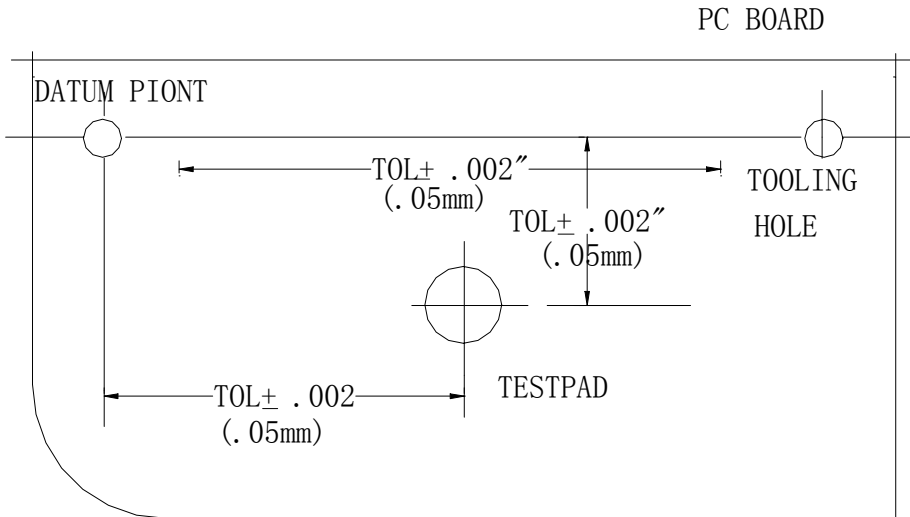 PC BOARD
DATUM PIONT
TOL± .002″
(.05mm)
TOOLING
HOLE
TOL± .002″
(.05mm)
TESTPAD
TOL± .002
(.05mm)